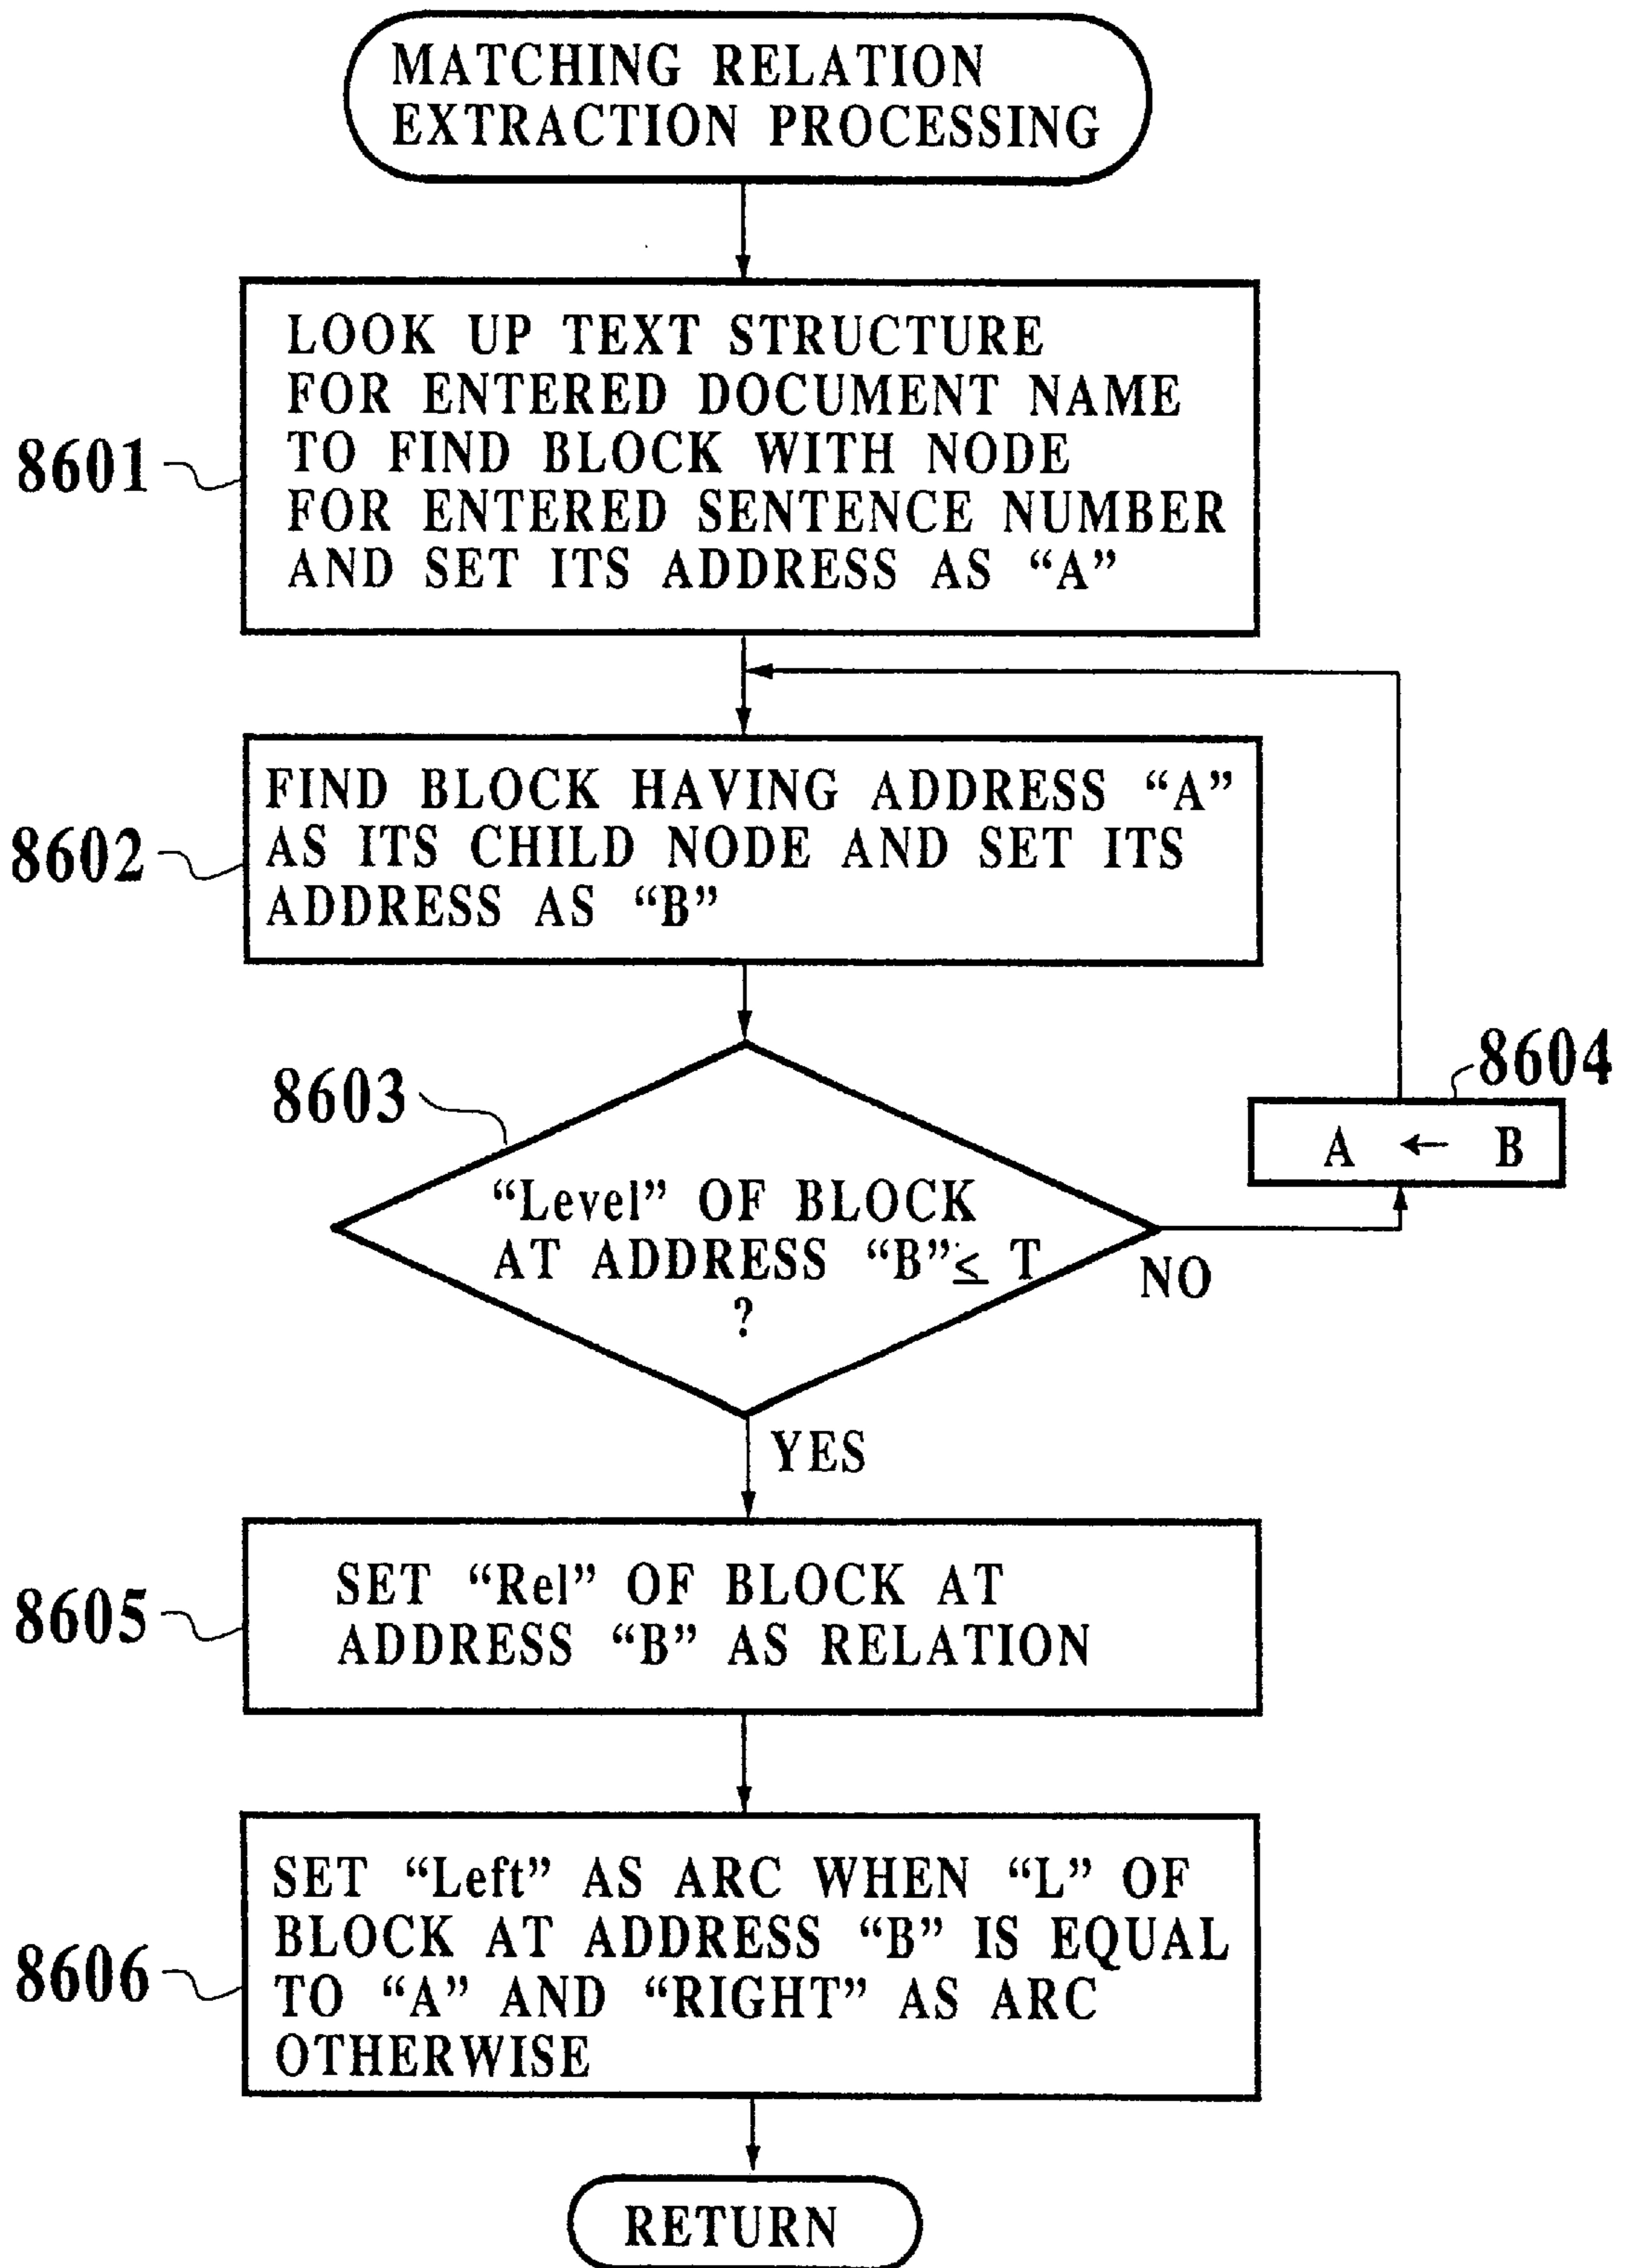 MATCHING RELATION
EXTRACTION PROCESSING
8601
LOOK UP TEXT STRUCTURE
FOR ENTERED DOCUMENT NAME
TO FIND BLOCK WITH NODE
FOR ENTERED SENTENCE NUMBER
AND SET ITS ADDRESS AS “A”
8602
FIND BLOCK HAVING ADDRESS “A”
AS ITS CHILD NODE AND SET ITS
ADDRESS AS “B”
8603
“Level” OF BLOCK
AT ADDRESS “B” ≤ T
?
NO
8604
A ← B
YES
8605
SET “Rel” OF BLOCK AT
ADDRESS “B” AS RELATION
8606
SET “Left” AS ARC WHEN “L” OF
BLOCK AT ADDRESS “B” IS EQUAL
TO “A” AND “RIGHT” AS ARC
OTHERWISE
RETURN